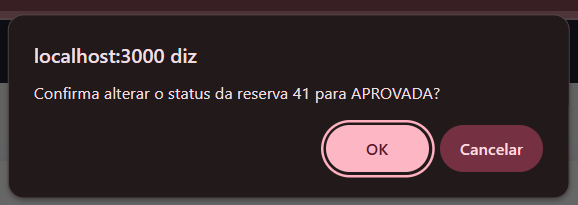 localhost:3000 diz
Confirma alterar o status da reserva 41 para APROVADA?
OK
Cancelar